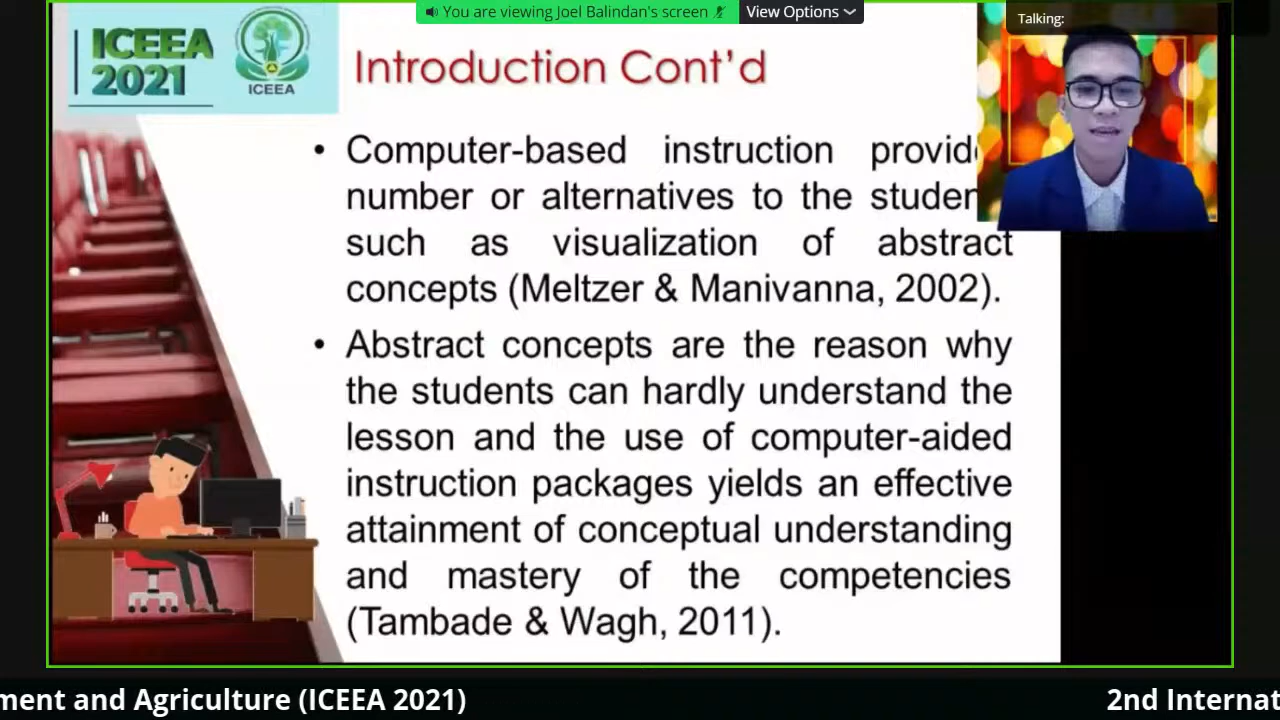 You are viewing Joel Balindan's screen
View Options
Talking:
ICEEA
2021
ICEEA
Introduction Cont'd
• Computer-based instruction provid
number or alternatives to the studen
such as visualization of abstract
concepts (Meltzer & Manivanna, 2002).
• Abstract concepts are the reason why
the students can hardly understand the
lesson and the use of computer-aided
instruction packages yields an effective
attainment of conceptual understanding
and mastery of the competencies
(Tambade & Wagh, 2011).
ment and Agriculture (ICEEA 2021)
2nd Internat